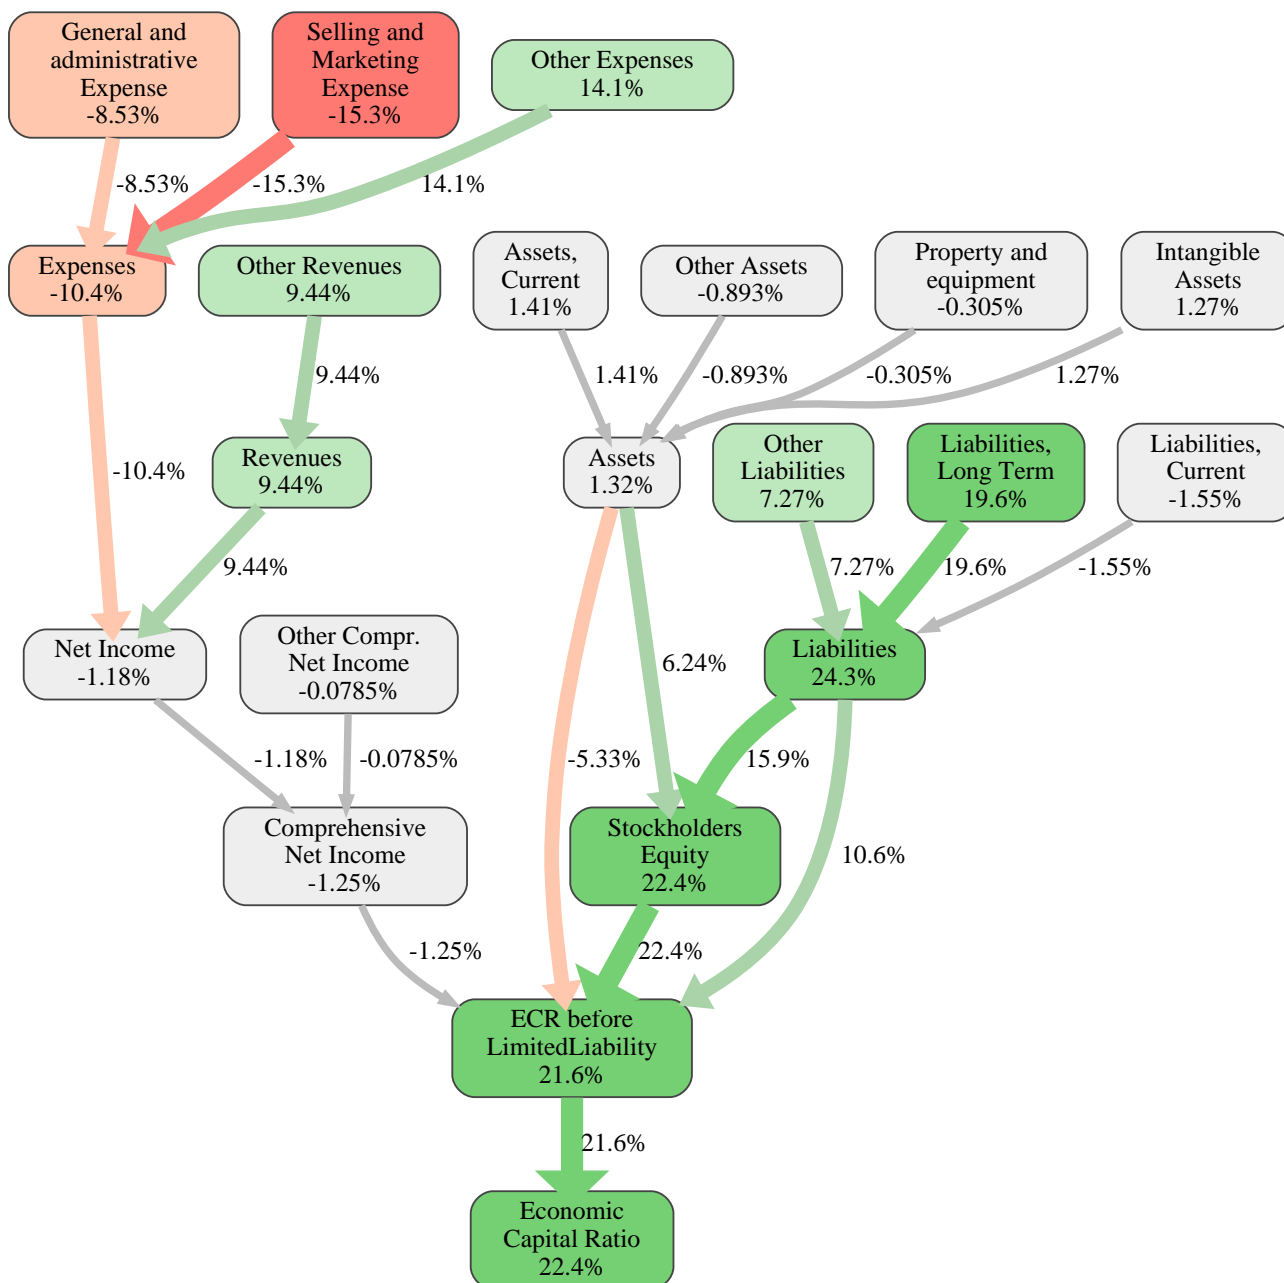 General and
administrative
Expense
-8.53%
Selling and
Marketing
Expense
-15.3%
Other Expenses
14.1%
-8.53%
-15.3%
14.1%
Expenses
-10.4%
Other Revenues
9.44%
Assets,
Current
1.41%
Other Assets
-0.893%
Property and
equipment
-0.305%
Intangible
Assets
1.27%
9.44%
1.41%
-0.893%
-0.305%
1.27%
-10.4%
Revenues
9.44%
Assets
1.32%
Other
Liabilities
7.27%
Liabilities,
Long Term
19.6%
Liabilities,
Current
-1.55%
9.44%
7.27%
19.6%
-1.55%
Net Income
-1.18%
Other Compr.
Net Income
-0.0785%
6.24%
Liabilities
24.3%
-1.18%
-0.0785%
-5.33%
15.9%
Comprehensive
Net Income
-1.25%
Stockholders
Equity
22.4%
10.6%
-1.25%
22.4%
ECR before
LimitedLiability
21.6%
21.6%
Economic
Capital Ratio
22.4%